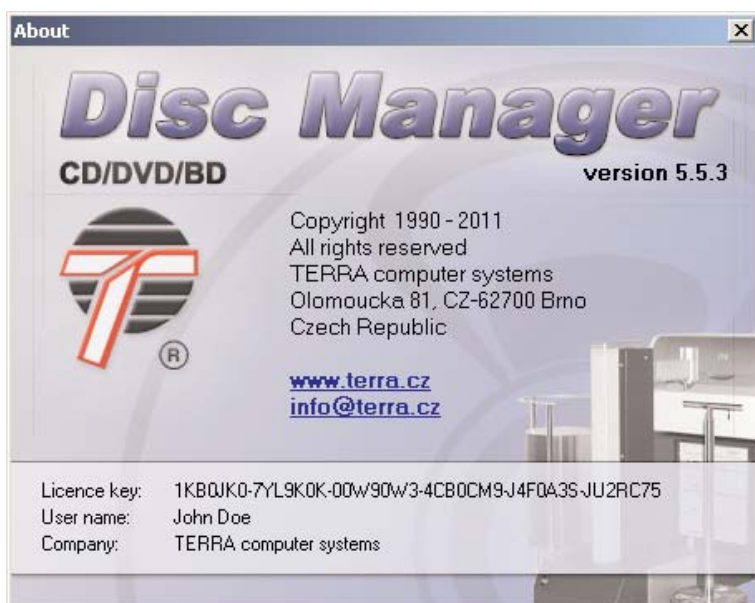 About
Disc Manager
CD/DVD/BD
version 5.5.3
Copyright 1990 - 2011
All rights reserved
TERRA computer systems
Olomoucka 81, CZ-62700 Brno
Czech Republic
®
www.terra.cz
info@terra.cz
Licence key: 1KB0JK0-7YL9K0K-00W90W3-4CB0CM9-J4F0A3S-JU2RC75
User name: John Doe
Company: TERRA computer systems